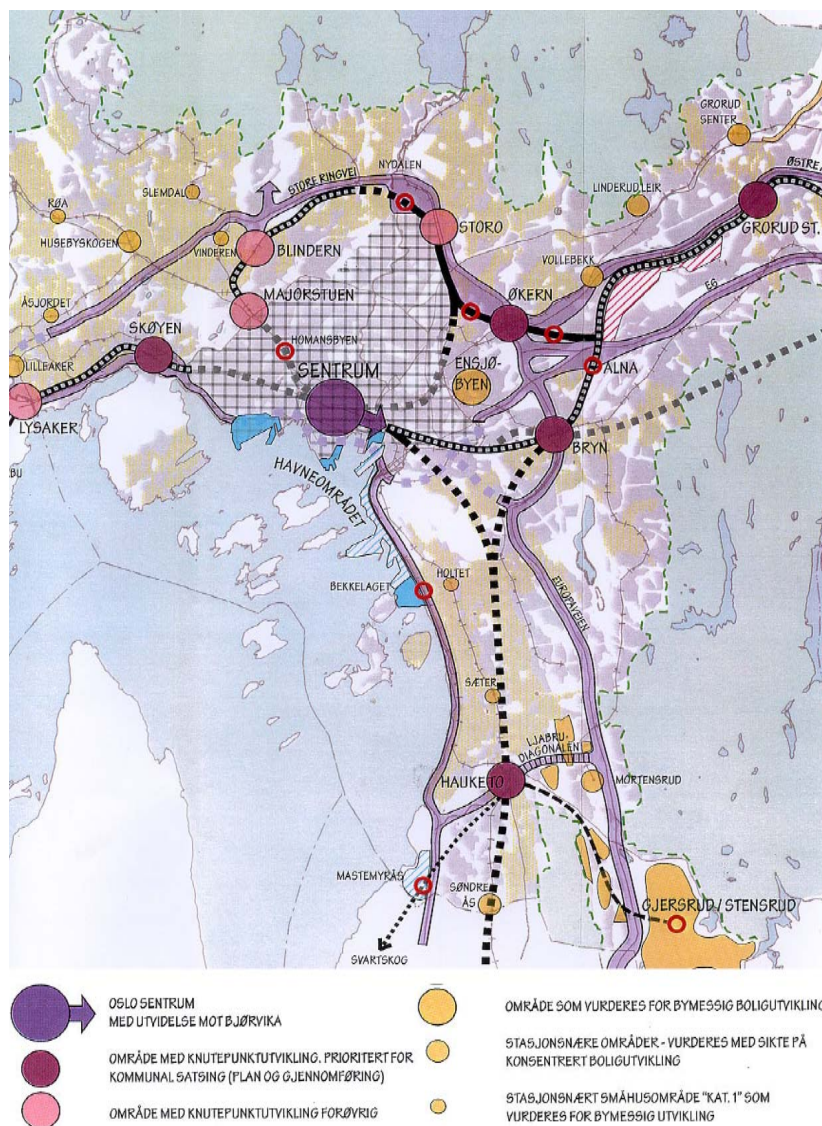 GRORUD
SENTER
NYDALEN
ØSTRE
STORE RINGVEI
SLEMDAL
LINDERUD LEIR
RØA
STORO
GRORUD ST.
HUSEBYSKOGEN
VINDEREN
BLINDERN
VOLLEBEKK
ÅSJORDET
MAJORSTUEN
ØKERN
E6
SKØYEN
HOMANSBYEN
LILLEAKER
SENTRUM
ENSJØ-
BYEN
ALNA
LYSAKER
BRYN
BU
HAVNEOMRÅDET
HOLTET
BEKKELAGET
EUROPAVEIEN
SÆTER
LJABRU-
DIAGONALEN
HAUKETO
MORTENSRUD
MASTEMYRÅS
SØNDRE
ÅS
GJERSRUD / STENSRUD
SVARTSKOG
OSLO SENTRUM
MED UTVIDELSE MOT BJØRVIKA
OMRÅDE MED KNUTEPUNKTUTVIKLING. PRIORITERT FOR
KOMMUNAL SATSING (PLAN OG GJENNOMFØRING)
OMRÅDE MED KNUTEPUNKTUTVIKLING FORØVRIG
OMRÅDE SOM VURDERES FOR BYMESSIG BOLIGUTVIKLING
STASJONSNÆRE OMRÅDER - VURDERES MED SIKTE PÅ
KONSENTRERT BOLIGUTVIKLING
STASJONSNÆRT SMÅHUSOMRÅDE "KAT. 1" SOM
VURDERES FOR BYMESSIG UTVIKLING